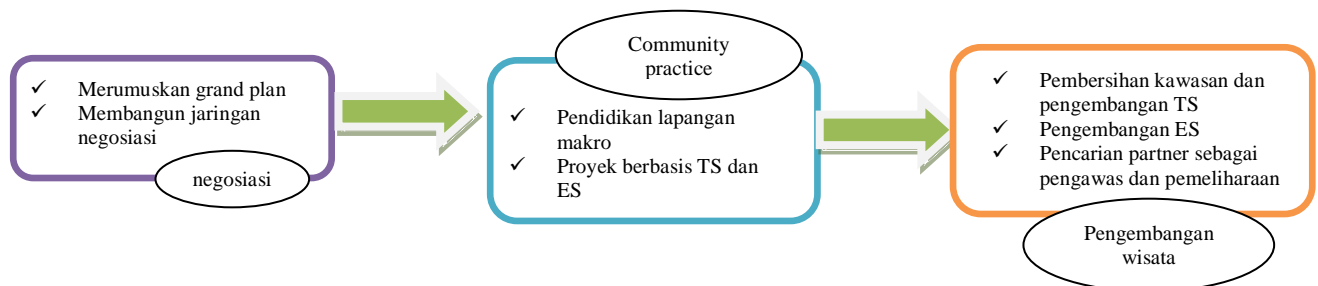 ✓ Merumuskan grand plan
✓ Membangun jaringan
negosiasi
negosiasi
Community
practice
✓ Pendidikan lapangan
makro
✓ Proyek berbasis TS dan
ES
✓ Pembersihan kawasan dan
pengembangan TS
✓ Pengembangan ES
✓ Pencarian partner sebagai
pengawas dan pemeliharaan
Pengembangan
wisata